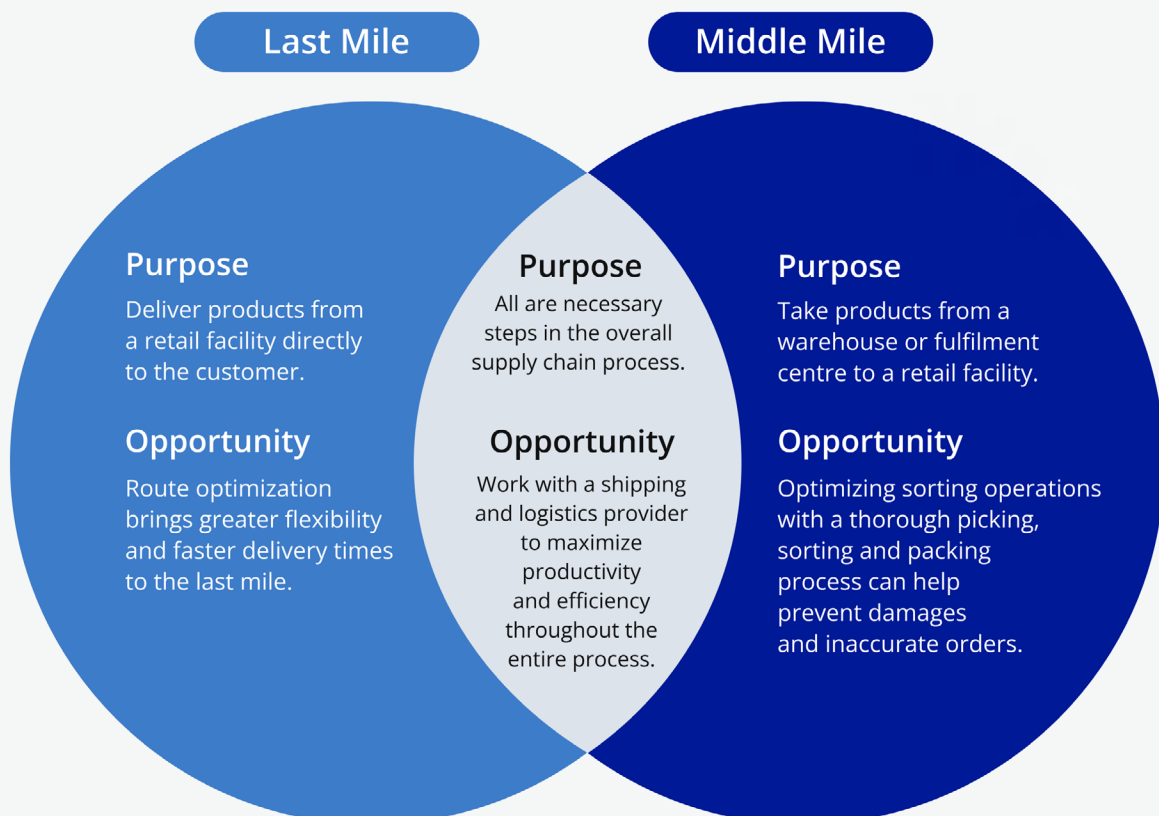 Last Mile
Middle Mile
Purpose
Deliver products from
a retail facility directly
to the customer.
Opportunity
Route optimization
brings greater flexibility
and faster delivery times
to the last mile.
Purpose
All are necessary
steps in the overall
supply chain process.
Opportunity
Work with a shipping
and logistics provider
to maximize
productivity
and efficiency
throughout the
entire process.
Purpose
Take products from a
warehouse or fulfilment
centre to a retail facility.
Opportunity
Optimizing sorting operations
with a thorough picking,
sorting and packing
process can help
prevent damages
and inaccurate orders.